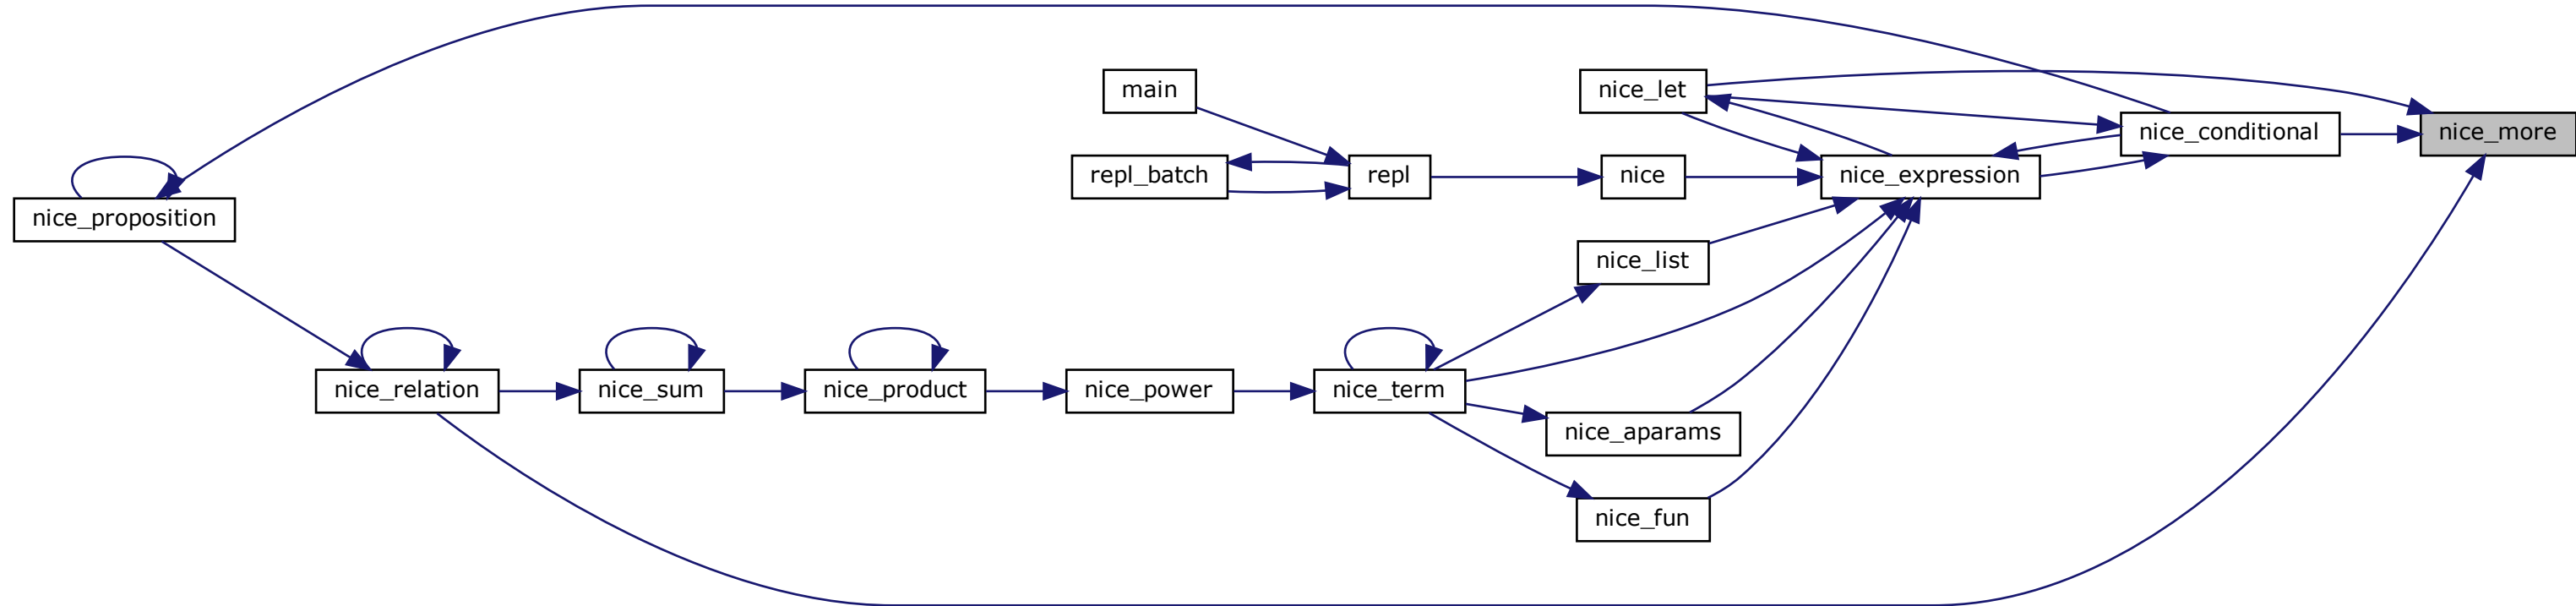 main
nice_let
nice_conditional
nice_more
repl_batch
repl
nice
nice_expression
nice_proposition
nice_list
nice_relation
nice_sum
nice_product
nice_power
nice_term
nice_aparams
nice_fun